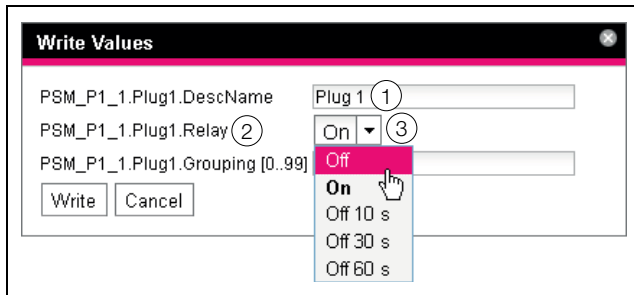 Write Values
PSM_P1_1.Plug1.DescName Plug 1 1
PSM_P1_1.Plug1.Relay 2 On 3
PSM_P1_1.Plug1.Grouping [0..99] Off
On
Write Cancel
Off 10 s
Off 30 s
Off 60 s